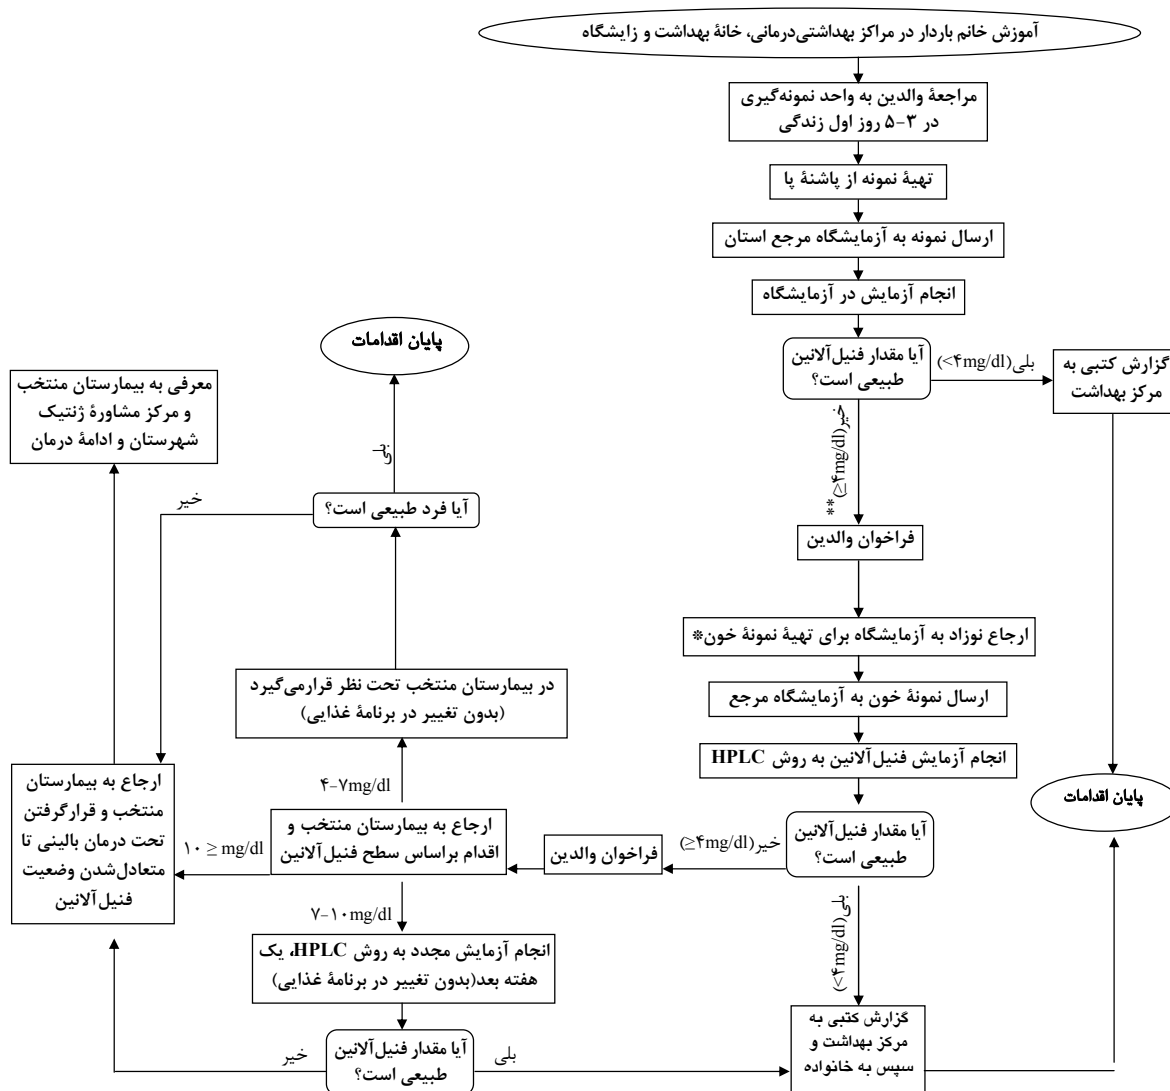 آموزش خانم باردار در مراکز بهداشتی‌درمانی، خانهٔ بهداشت و زایشگاه
مراجعهٔ والدین به واحد نمونه‌گیری
در ۳-۵ روز اول زندگی
تهیهٔ نمونه از پاشنهٔ پا
ارسال نمونه به آزمایشگاه مرجع استان
انجام آزمایش در آزمایشگاه
آیا مقدار فنیل‌آلانین
طبیعی است؟
بلی(<۴mg/dl)
گزارش کتبی به
مرکز بهداشت
خیر(≥۴mg/dl)**
فراخوان والدین
ارجاع نوزاد به آزمایشگاه برای تهیهٔ نمونهٔ خون*
ارسال نمونهٔ خون به آزمایشگاه مرجع
انجام آزمایش فنیل‌آلانین به روش HPLC
پایان اقدامات
آیا مقدار فنیل‌آلانین
طبیعی است؟
خیر(≥۴mg/dl)
فراخوان والدین
بلی(<۴mg/dl)
گزارش کتبی به
مرکز بهداشت و
سپس به خانواده
ارجاع به بیمارستان منتخب و
اقدام براساس سطح فنیل‌آلانین
۴-۷mg/dl
در بیمارستان منتخب تحت نظر قرارمی‌گیرد
(بدون تغییر در برنامهٔ غذایی)
آیا فرد طبیعی است؟
بلی
پایان اقدامات
خیر
۱۰ ≥ mg/dl
ارجاع به بیمارستان
منتخب و قرارگرفتن
تحت درمان بالینی تا
متعادل‌شدن وضعیت
فنیل‌آلانین
معرفی به بیمارستان منتخب
و مرکز مشاورهٔ ژنتیک
شهرستان و ادامهٔ درمان
۷-۱۰mg/dl
انجام آزمایش مجدد به روش HPLC، یک
هفته بعد(بدون تغییر در برنامهٔ غذایی)
آیا مقدار فنیل‌آلانین
طبیعی است؟
بلی
خیر